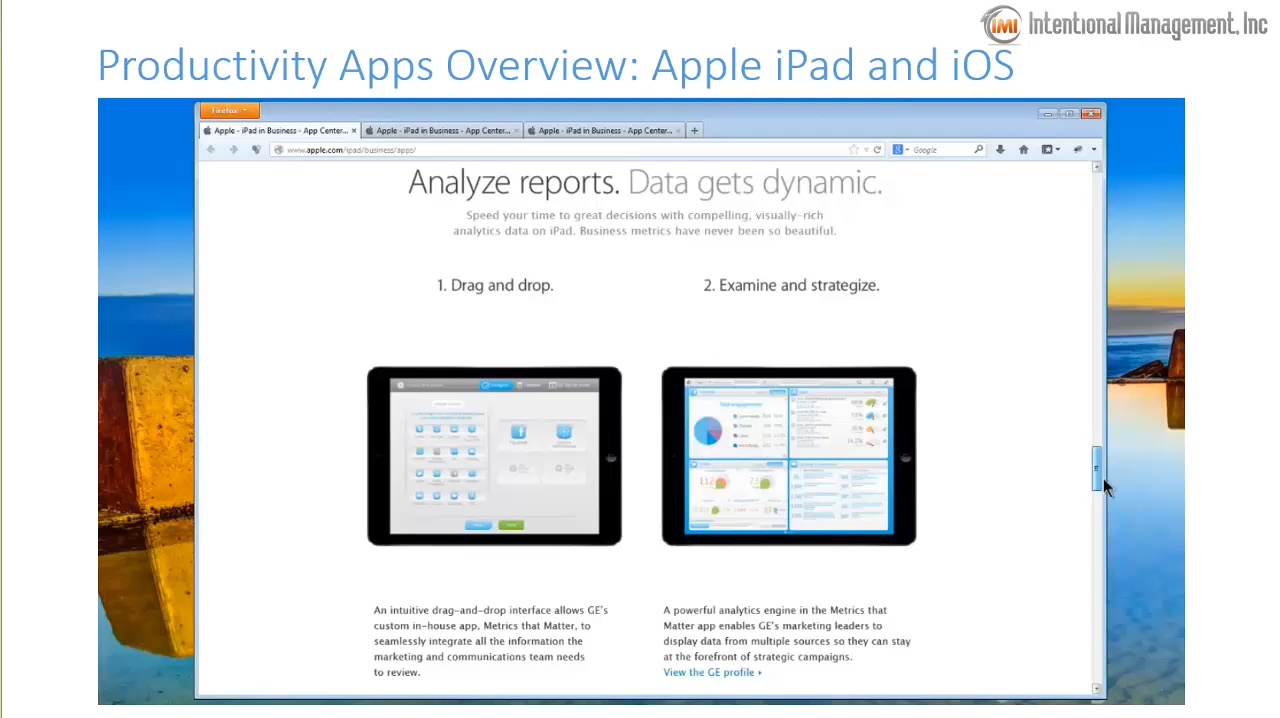 IMI Intentional Management, Inc
Productivity Apps Overview: Apple iPad and iOS
Firefox
Apple - iPad in Business - App Center... × Apple - iPad in Business - App Center... × Apple - iPad in Business - App Center... × +
www.apple.com/ipad/business/apps/ Google
Analyze reports. Data gets dynamic.
Speed your time to great decisions with compelling, visually-rich
analytics data on iPad. Business metrics have never been so beautiful.
1. Drag and drop. 2. Examine and strategize.
Facebook
Total engagements
An intuitive drag-and-drop interface allows GE's
custom in-house app, Metrics that Matter, to
seamlessly integrate all the information the
marketing and communications team needs
to review.
A powerful analytics engine in the Metrics that
Matter app enables GE's marketing leaders to
display data from multiple sources so they can stay
at the forefront of strategic campaigns.
View the GE profile ›